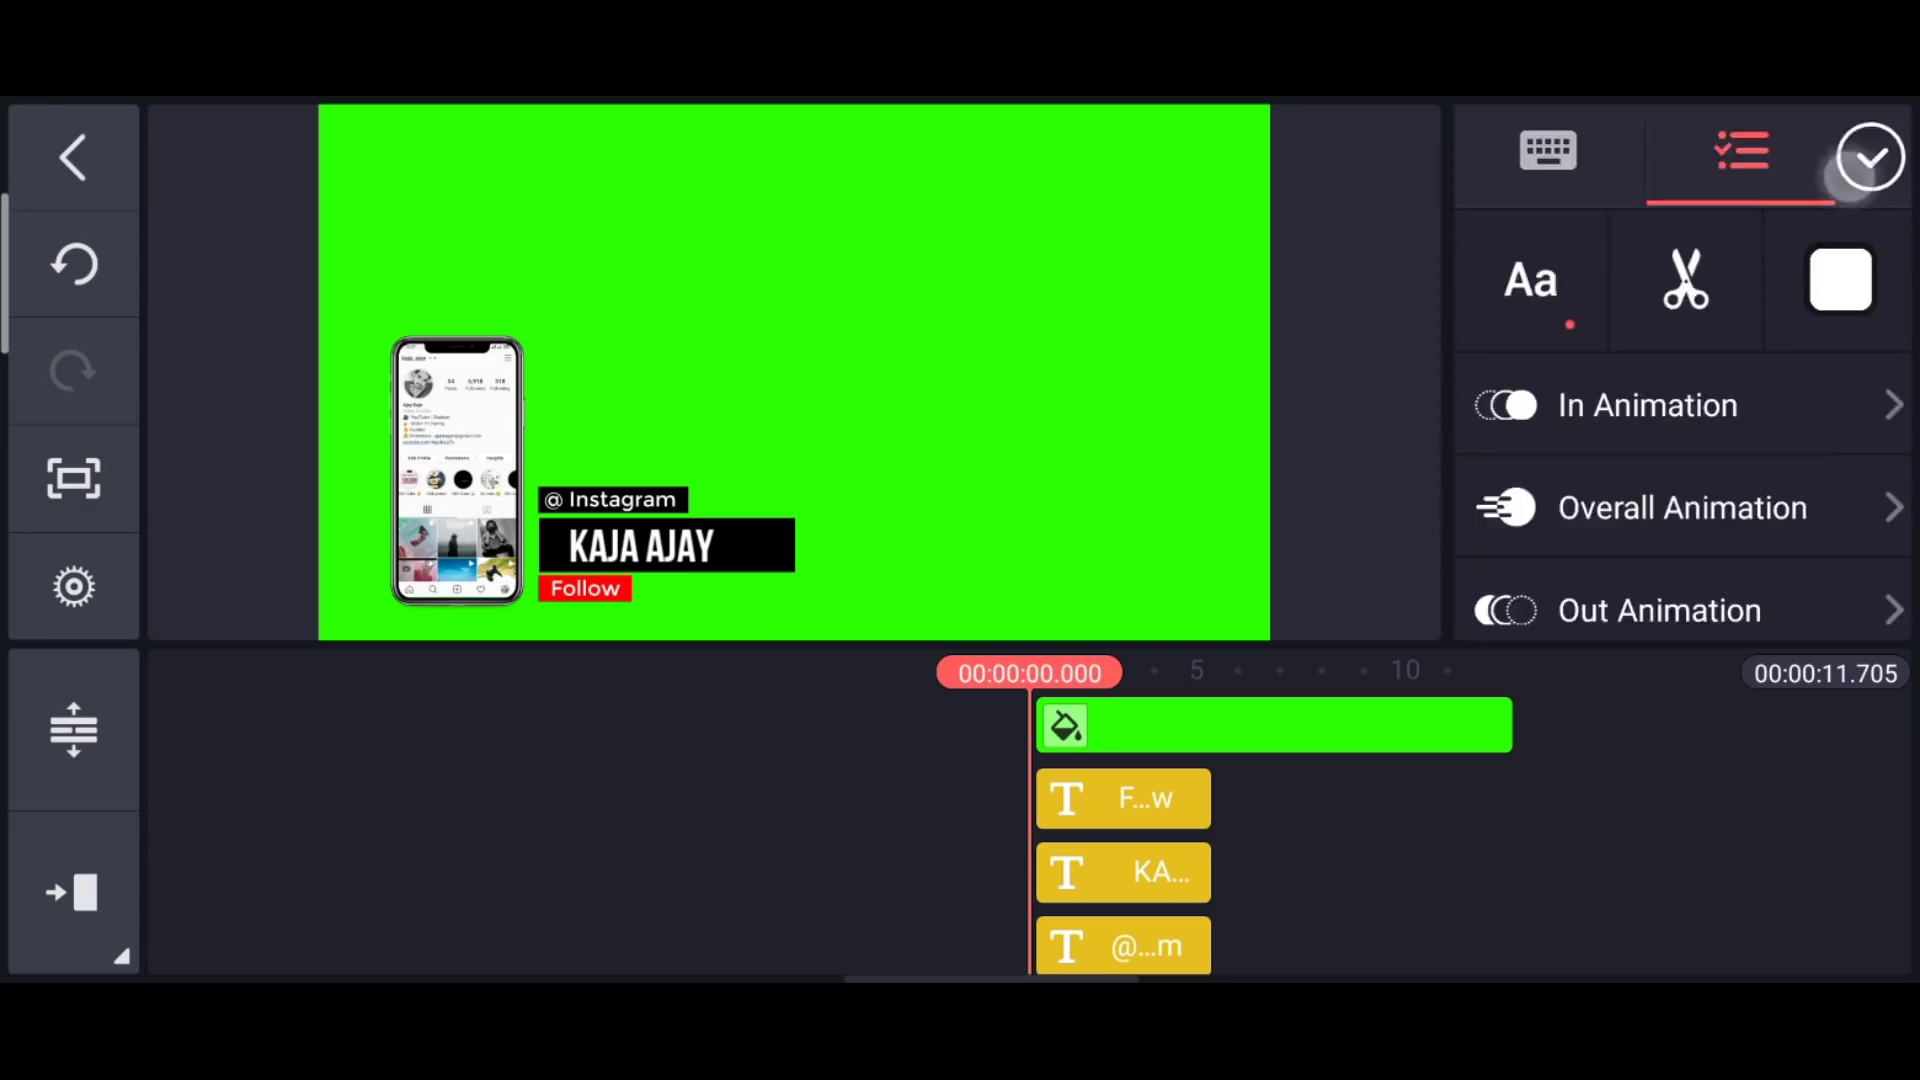 Aa
In Animation
@ Instagram
Overall Animation
KAJA AJAY
Follow
Out Animation
00:00:00.000
5
10
00:00:11.705
T F...w
T KA...
T @...m